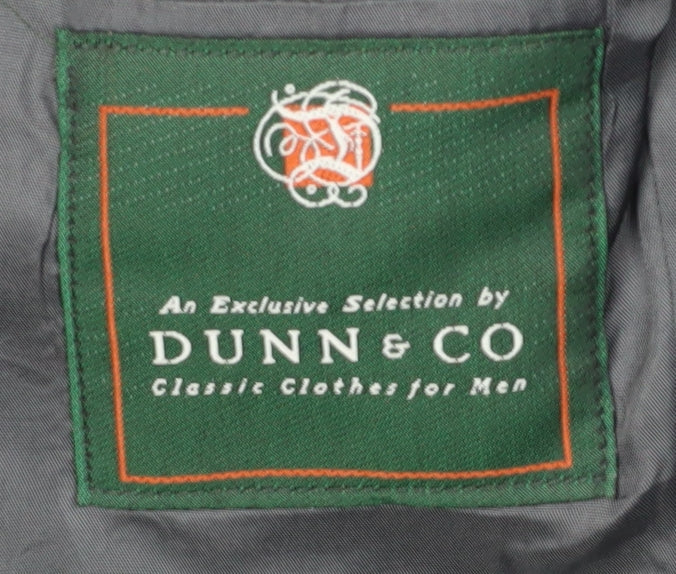 An Exclusive Selection by
DUNN & CO
Classic Clothes for Men